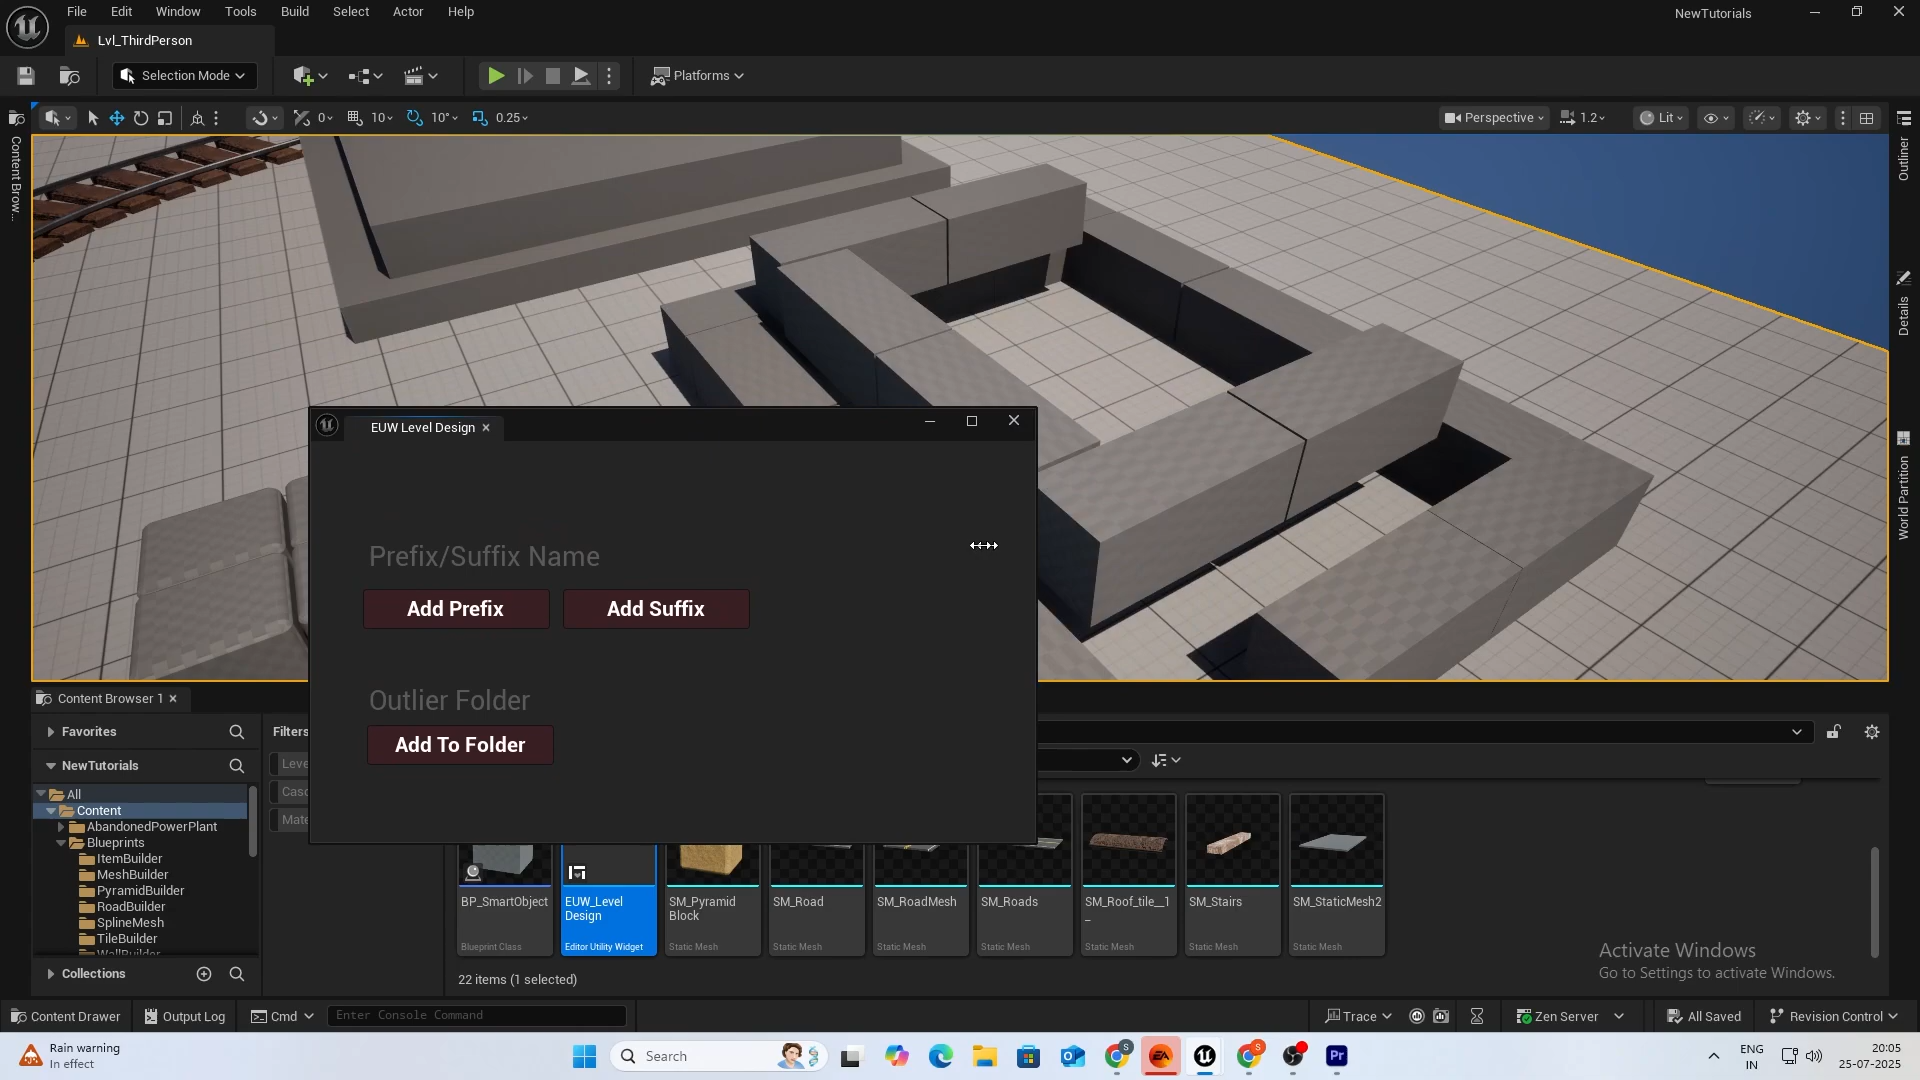 File Edit Window Tools Build Select Actor Help
NewTutorials
Lvl_ThirdPerson
Selection Mode
Platforms
0 10 10° 0.25
Perspective 1.2 Lit
Content Brow...
Outliner
Details
World Partition
EUW Level Design
Prefix/Suffix Name
Add Prefix Add Suffix
Outlier Folder
Add To Folder
Content Browser 1
Favorites
Filters
NewTutorials
Leve
Casc
Mate
All
Content
AbandonedPowerPlant
Blueprints
ItemBuilder
MeshBuilder
PyramidBuilder
RoadBuilder
SplineMesh
TileBuilder
WallBuilder
Collections
BP_SmartObject
Blueprint Class
EUW_Level
Design
Editor Utility Widget
SM_Pyramid
Block
Static Mesh
SM_Road
Static Mesh
SM_RoadMesh
Static Mesh
SM_Roads
Static Mesh
SM_Roof_tile__1
_
Static Mesh
SM_Stairs
Static Mesh
SM_StaticMesh2
Static Mesh
22 items (1 selected)
Activate Windows
Go to Settings to activate Windows.
Content Drawer Output Log Cmd Enter Console Command
Trace Zen Server All Saved Revision Control
Rain warning
In effect
Search
Pr
ENG
IN
20:05
25-07-2025